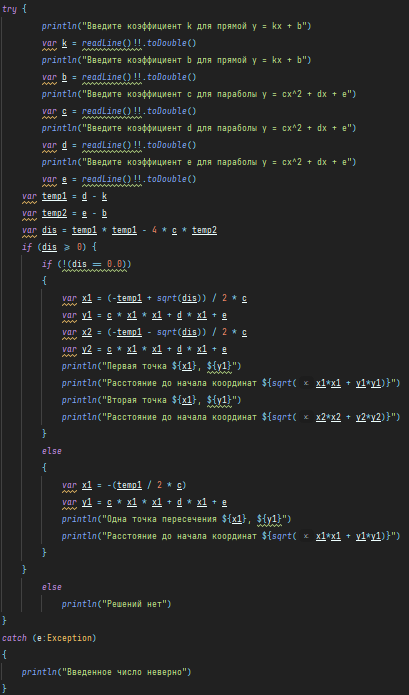 try {
println("Введите коэффициент k для прямой y = kx + b")
var k = readLine()!!.toDouble()
println("Введите коэффициент b для прямой y = kx + b")
var b = readLine()!!.toDouble()
println("Введите коэффициент c для параболы y = cx^2 + dx + e")
var c = readLine()!!.toDouble()
println("Введите коэффициент d для параболы y = cx^2 + dx + e")
var d = readLine()!!.toDouble()
println("Введите коэффициент e для параболы y = cx^2 + dx + e")
var e = readLine()!!.toDouble()
var temp1 = d - k
var temp2 = e - b
var dis = temp1 * temp1 - 4 * c * temp2
if (dis ≥ 0) {
if (!(dis == 0.0))
{
var x1 = (-temp1 + sqrt(dis)) / 2 * c
var y1 = c * x1 * x1 + d * x1 + e
var x2 = (-temp1 - sqrt(dis)) / 2 * c
var y2 = c * x1 * x1 + d * x1 + e
println("Первая точка ${x1}, ${y1}")
println("Расстояние до начала координат ${sqrt( x: x1*x1 + y1*y1)}")
println("Вторая точка ${x1}, ${y1}")
println("Расстояние до начала координат ${sqrt( x: x2*x2 + y2*y2)}")
}
else
{
var x1 = -(temp1 / 2 * c)
var y1 = c * x1 * x1 + d * x1 + e
println("Одна точка пересечения ${x1}, ${y1}")
println("Расстояние до начала координат ${sqrt( x: x1*x1 + y1*y1)}")
}
}
else
println("Решений нет")
}
catch (e:Exception)
{
println("Введенное число неверно")
}